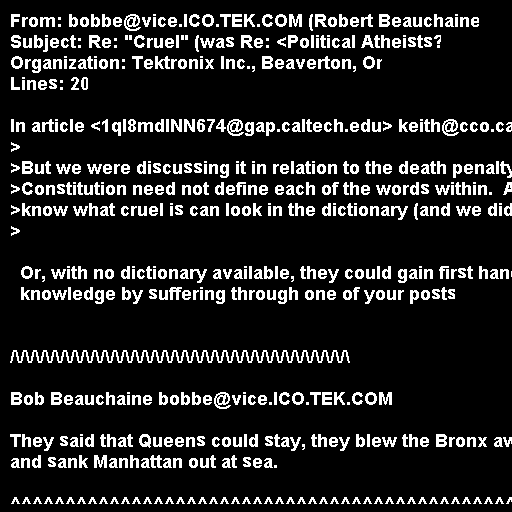 From: bobbe@vice.ICO.TEK.COM (Robert Beauchaine
Subject: Re: "Cruel" (was Re: <Political Atheists?
Organization: Tektronix Inc., Beaverton, Or
Lines: 20
In article <1ql8mdINN674@gap.caltech.edu> keith@cco.ca
>
>But we were discussing it in relation to the death penalty
>Constitution need not define each of the words within. A
>know what cruel is can look in the dictionary (and we did
>
Or, with no dictionary available, they could gain first han
knowledge by suffering through one of your posts
/\/\/\/\/\/\/\/\/\/\/\/\/\/\/\/\/\/\/\/\/\/\/\/\/\/\/\/\/\/\/\/\/\/\
Bob Beauchaine bobbe@vice.ICO.TEK.COM
They said that Queens could stay, they blew the Bronx aw
and sank Manhattan out at sea.
^^^^^^^^^^^^^^^^^^^^^^^^^^^^^^^^^^^^^^^^^^^^^^